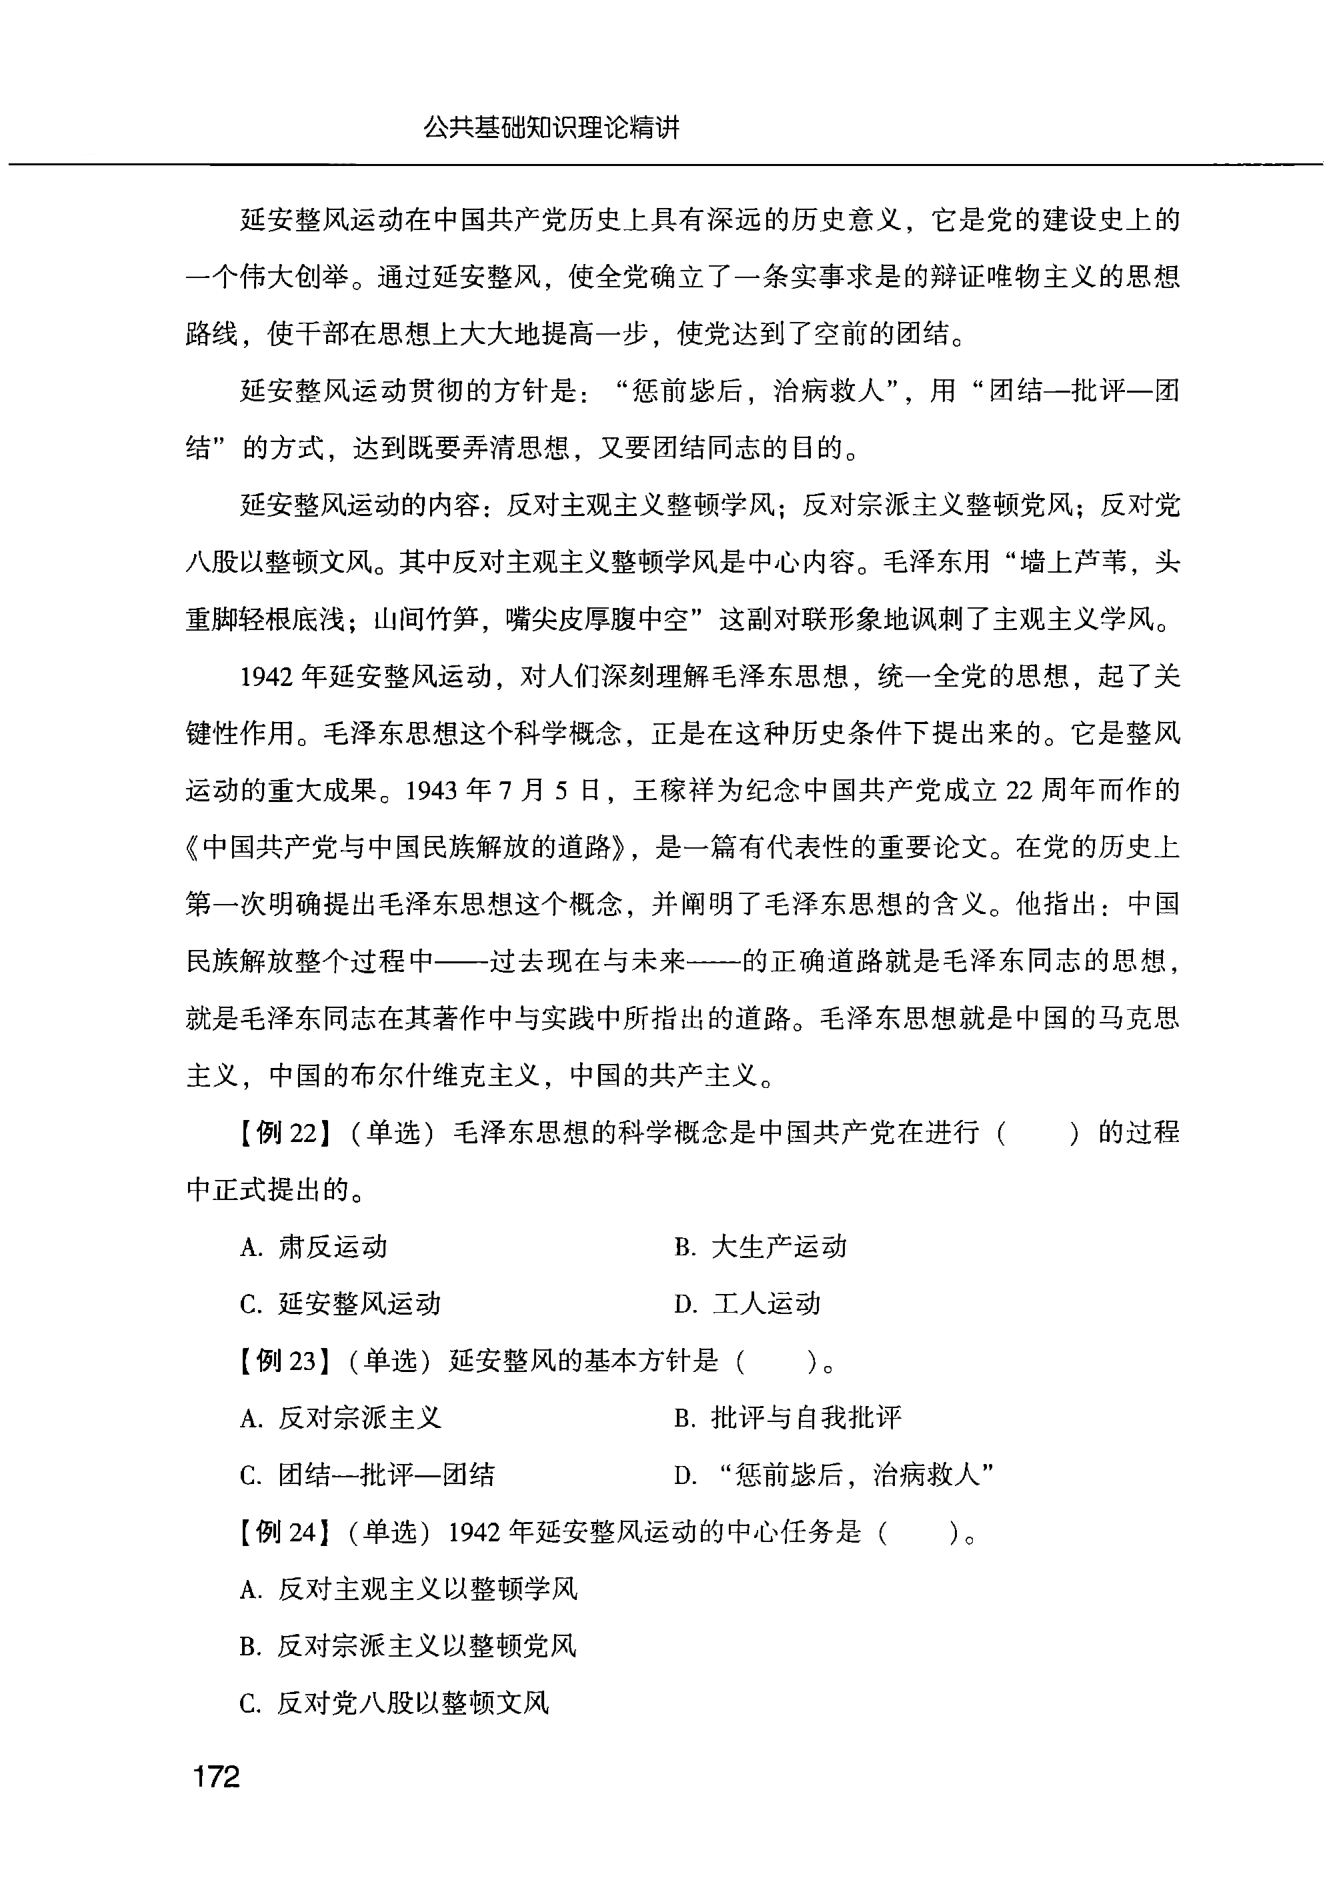 公共基础知识理论精讲
延安整风运动在中国共产党历史上具有深远的历史意义，它是党的建设史上的
一个伟大创举。通过延安整风，使全党确立了一条实事求是的辩证唯物主义的思想
路线，使干部在思想上大大地提高一步，使党达到了空前的团结。
延安整风运动贯彻的方针是：“惩前毖后，治病救人”，用“团结—批评—团
结”的方式，达到既要弄清思想，又要团结同志的目的。
延安整风运动的内容：反对主观主义整顿学风；反对宗派主义整顿党风；反对党
八股以整顿文风。其中反对主观主义整顿学风是中心内容。毛泽东用“墙上芦苇，头
重脚轻根底浅；山间竹笋，嘴尖皮厚腹中空”这副对联形象地讽刺了主观主义学风。
1942 年延安整风运动，对人们深刻理解毛泽东思想，统一全党的思想，起了关
键性作用。毛泽东思想这个科学概念，正是在这种历史条件下提出来的。它是整风
运动的重大成果。1943 年 7 月 5 日，王稼祥为纪念中国共产党成立 22 周年而作的
《中国共产党与中国民族解放的道路》，是一篇有代表性的重要论文。在党的历史上
第一次明确提出毛泽东思想这个概念，并阐明了毛泽东思想的含义。他指出：中国
民族解放整个过程中——过去现在与未来——的正确道路就是毛泽东同志的思想，
就是毛泽东同志在其著作中与实践中所指出的道路。毛泽东思想就是中国的马克思
主义，中国的布尔什维克主义，中国的共产主义。
【例 22】（单选）毛泽东思想的科学概念是中国共产党在进行（　　）的过程
中正式提出的。
A. 肃反运动　　B. 大生产运动
C. 延安整风运动　　D. 工人运动
【例 23】（单选）延安整风的基本方针是（　　）。
A. 反对宗派主义　　B. 批评与自我批评
C. 团结—批评—团结　　D. “惩前毖后，治病救人”
【例 24】（单选）1942 年延安整风运动的中心任务是（　　）。
A. 反对主观主义以整顿学风
B. 反对宗派主义以整顿党风
C. 反对党八股以整顿文风
172